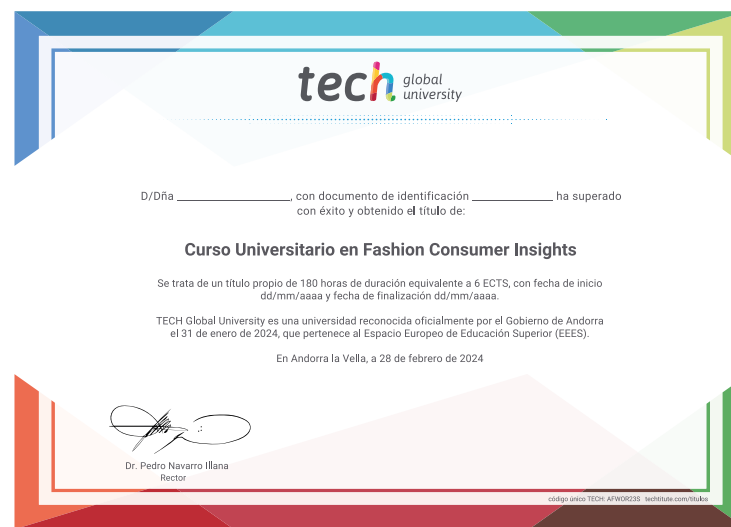 tech global
university
D/Dña ____________, con documento de identificación ____________ ha superado
con éxito y obtenido el título de:
Curso Universitario en Fashion Consumer Insights
Se trata de un título propio de 180 horas de duración equivalente a 6 ECTS, con fecha de inicio
dd/mm/aaaa y fecha de finalización dd/mm/aaaa.
TECH Global University es una universidad reconocida oficialmente por el Gobierno de Andorra
el 31 de enero de 2024, que pertenece al Espacio Europeo de Educación Superior (EEES).
En Andorra la Vella, a 28 de febrero de 2024
Dr. Pedro Navarro Illana
Rector
código único TECH: AFWOR23S techtitute.com/titulos